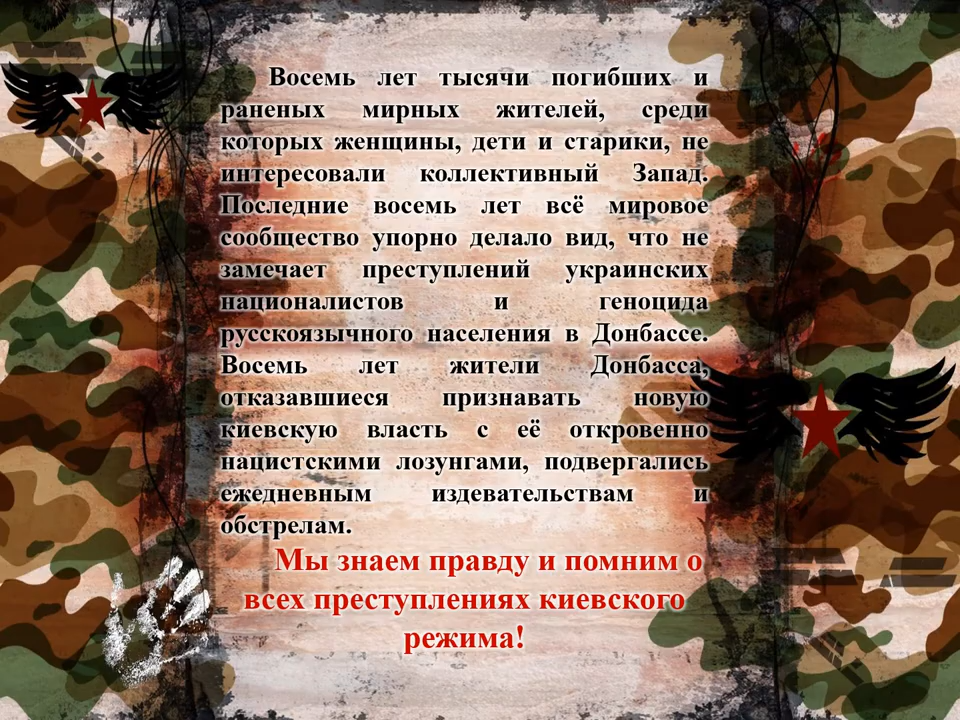 Восемь лет тысячи погибших и
раненых мирных жителей, среди
которых женщины, дети и старики, не
интересовали коллективный Запад.
Последние восемь лет всё мировое
сообщество упорно делало вид, что не
замечает преступлений украинских
националистов и геноцида
русскоязычного населения в Донбассе.
Восемь лет жители Донбасса,
отказавшиеся признавать новую
киевскую власть с её откровенно
нацистскими лозунгами, подвергались
ежедневным издевательствам и
обстрелам.
Мы знаем правду и помним о
всех преступлениях киевского
режима!